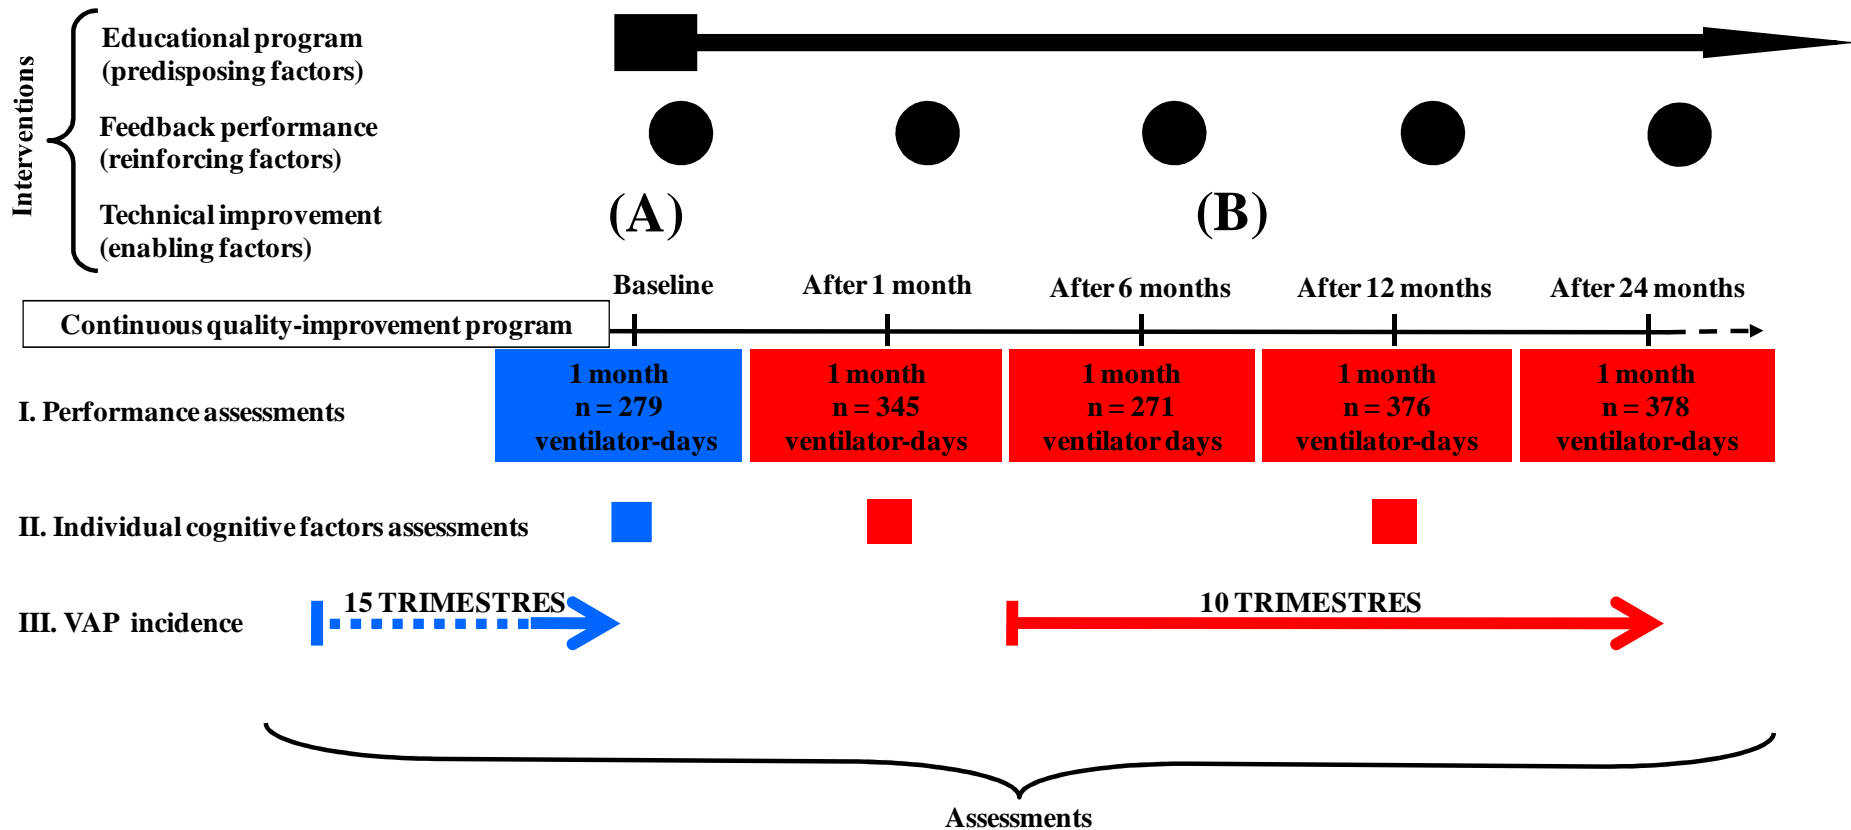 Interventions
Educational program
(predisposing factors)
Feedback performance
(reinforcing factors)
Technical improvement
(enabling factors)
(A)
(B)
Baseline
After 1 month
After 6 months
After 12 months
After 24 months
Continuous quality-improvement program
I. Performance assessments
1 month
n = 279
ventilator-days
1 month
n = 345
ventilator-days
1 month
n = 271
ventilator days
1 month
n = 376
ventilator-days
1 month
n = 378
ventilator-days
II. Individual cognitive factors assessments
III. VAP incidence
15 TRIMESTRES
10 TRIMESTRES
Assessments